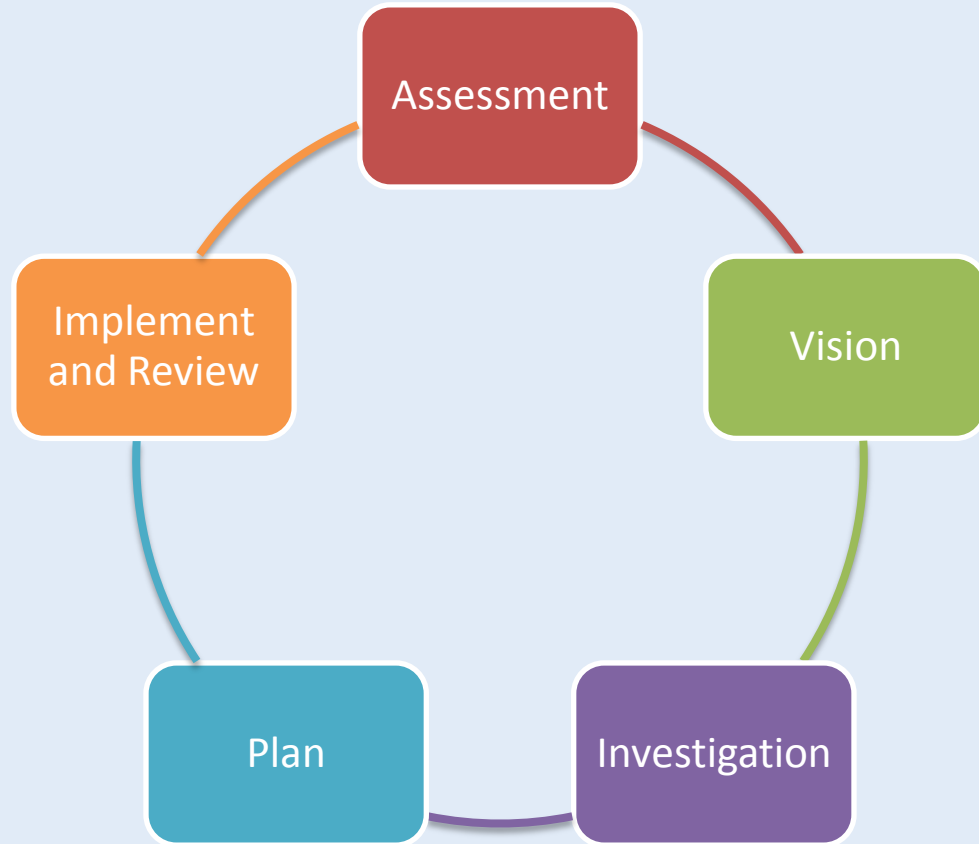 Assessment
Vision
Investigation
Plan
Implement
and Review